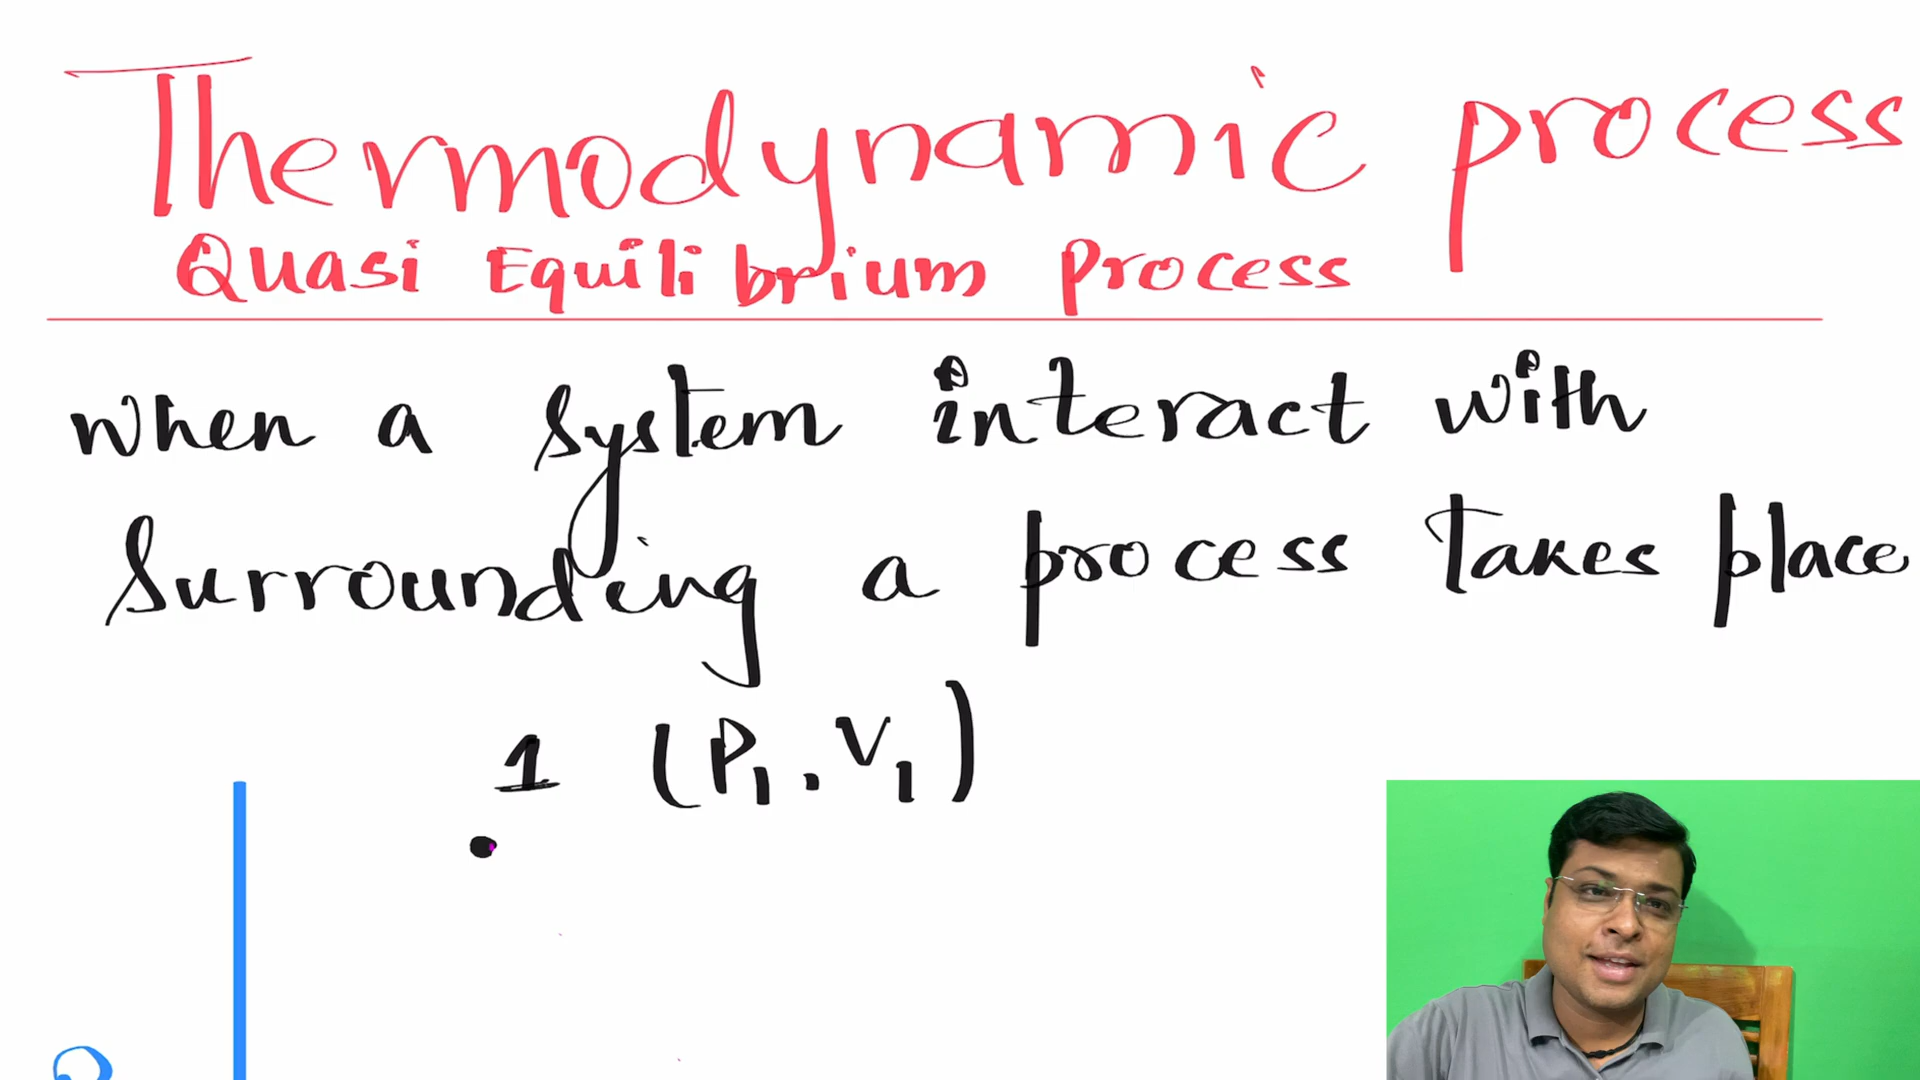 Thermodynamic process
Quasi Equilibrium Process
when a system interact with
surrounding a process takes place
1 (P₁, V₁)